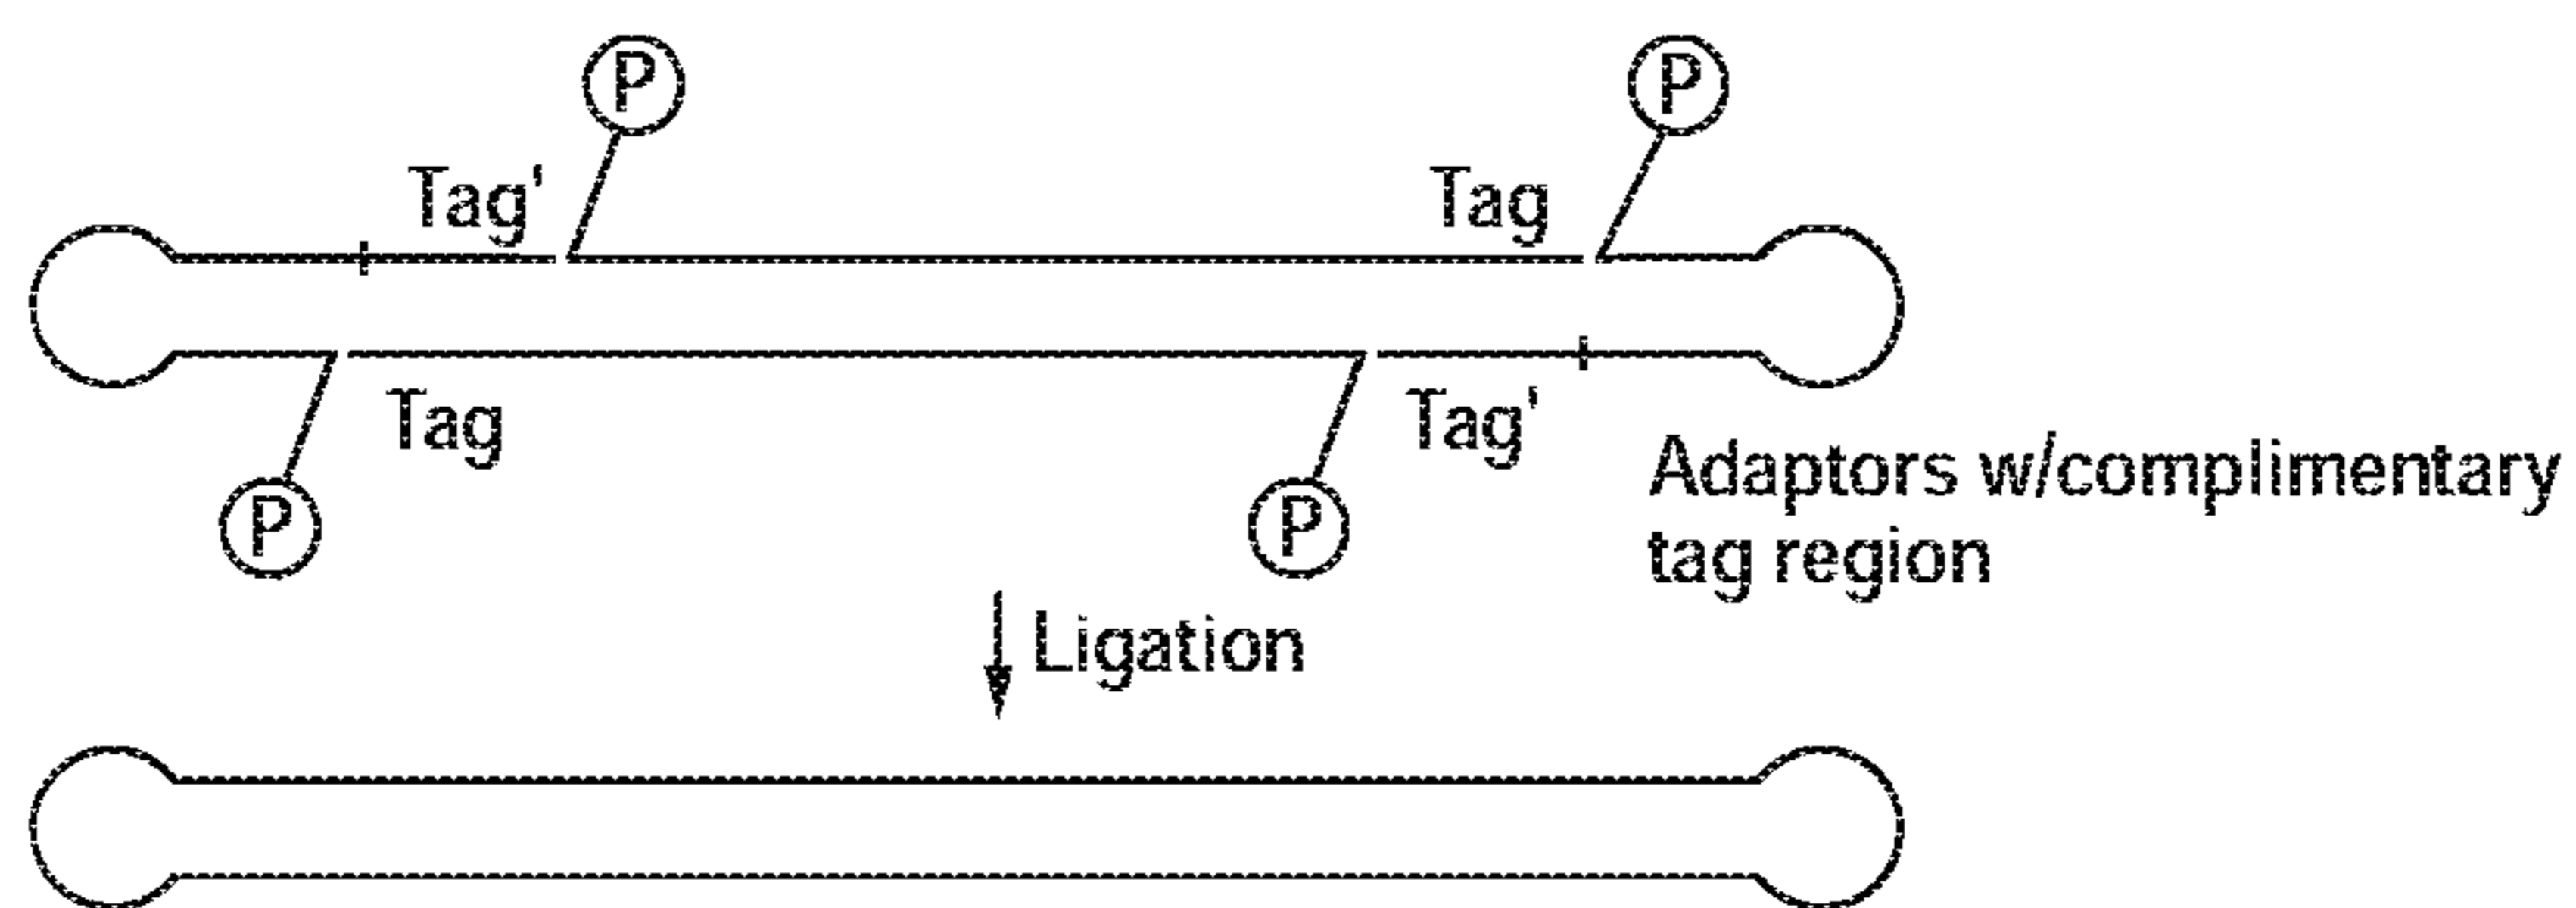 P
P
Tag'
Tag
Tag
Tag'
P
P
Adaptors w/complimentary
tag region
Ligation